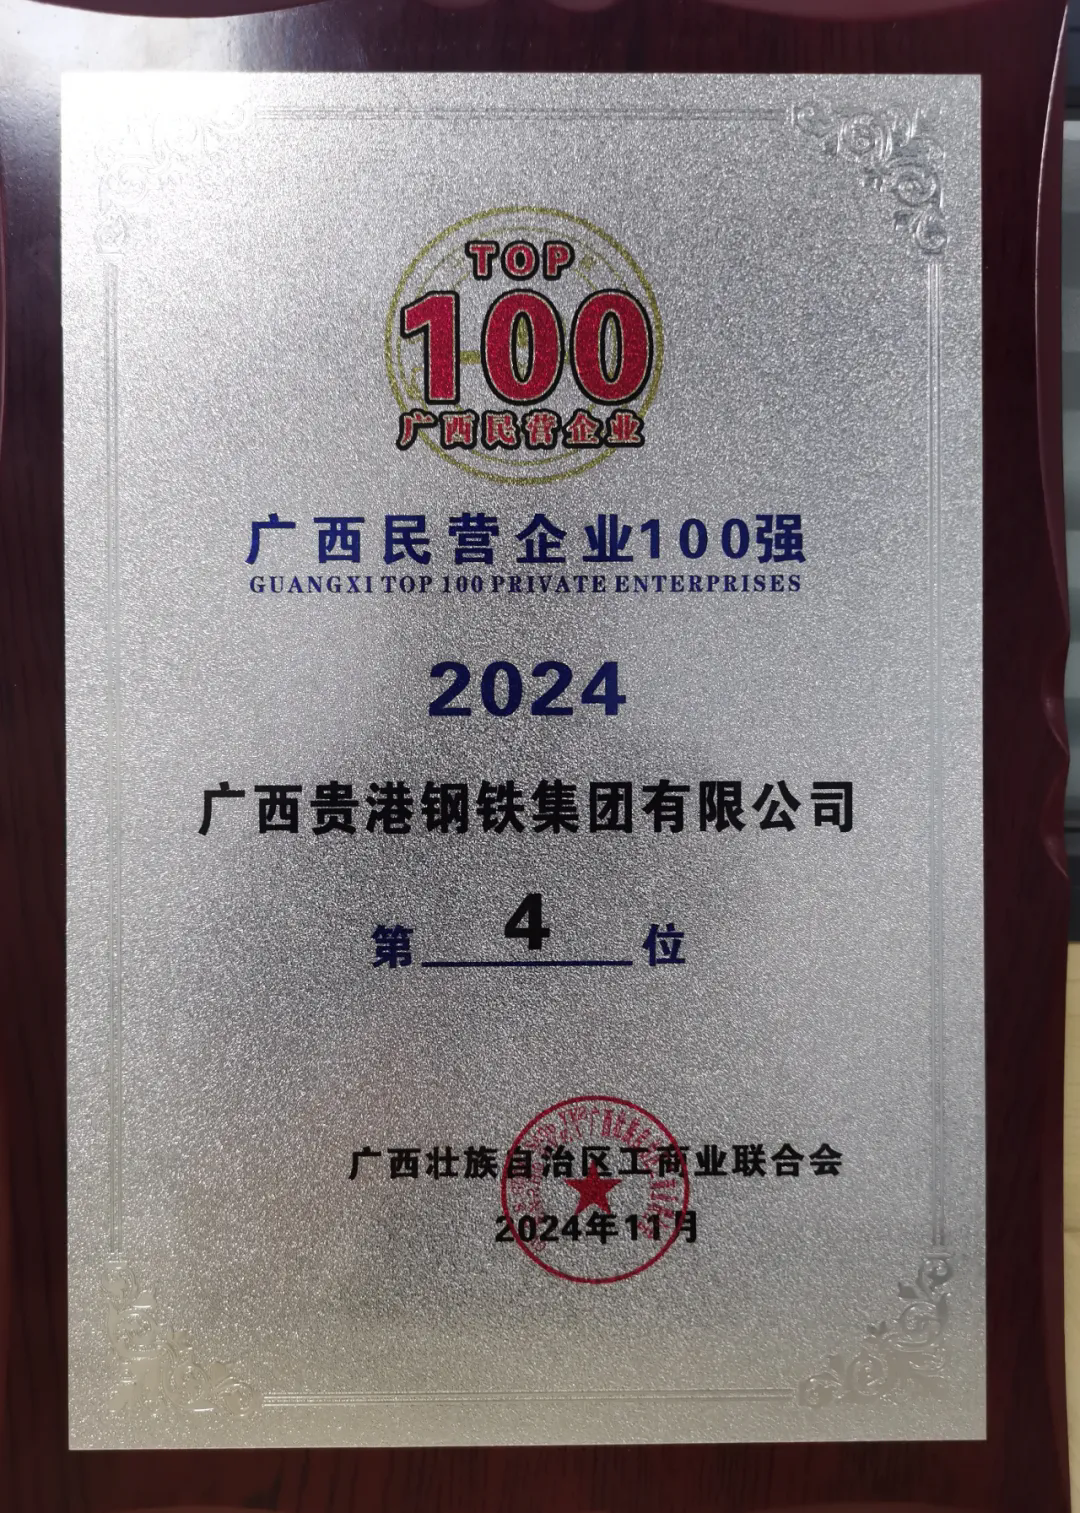 TOP
100
广西民营企业
广西民营企业100强
GUANGXI TOP 100 PRIVATE ENTERPRISES
2024
广西贵港钢铁集团有限公司
第 4 位
广西壮族自治区工商业联合会
2024年11月